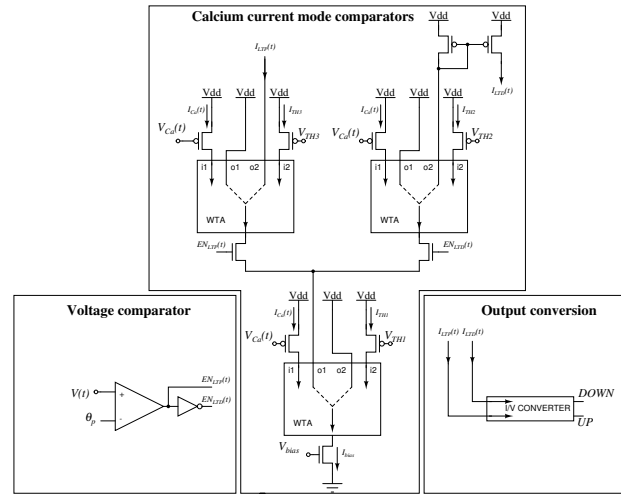 Calcium current mode comparators
Vdd Vdd
I_LTP(t)
I_LTD(t)
Vdd Vdd Vdd Vdd Vdd Vdd
I_Ca(t) I_TH3 I_Ca(t) I_TH2
V_Ca(t) V_TH3 V_Ca(t) V_TH2
i1 o1 o2 i2 i1 o1 o2 i2
WTA WTA
EN_LTP(t) EN_LTD(t)
Vdd Vdd Vdd
I_Ca(t) I_TH1
V_Ca(t) V_TH1
i1 o1 o2 i2
WTA
V_bias I_bias
Voltage comparator
V(t) + EN_LTP(t)
θ_p - EN_LTD(t)
Output conversion
I_LTP(t) I_LTD(t)
I/V CONVERTER
DOWN
UP